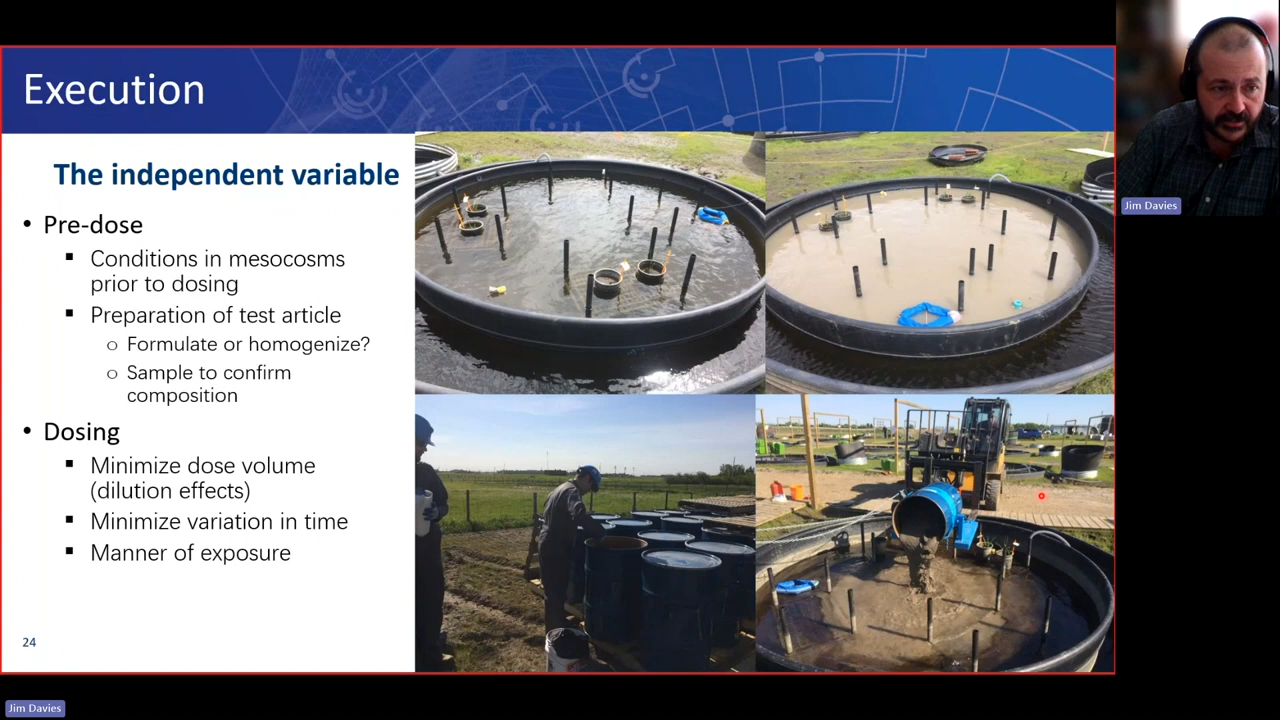 Execution
The independent variable
• Pre-dose
▪ Conditions in mesocosms
prior to dosing
▪ Preparation of test article
o Formulate or homogenize?
o Sample to confirm
composition
• Dosing
▪ Minimize dose volume
(dilution effects)
▪ Minimize variation in time
▪ Manner of exposure
24
Jim Davies
Jim Davies